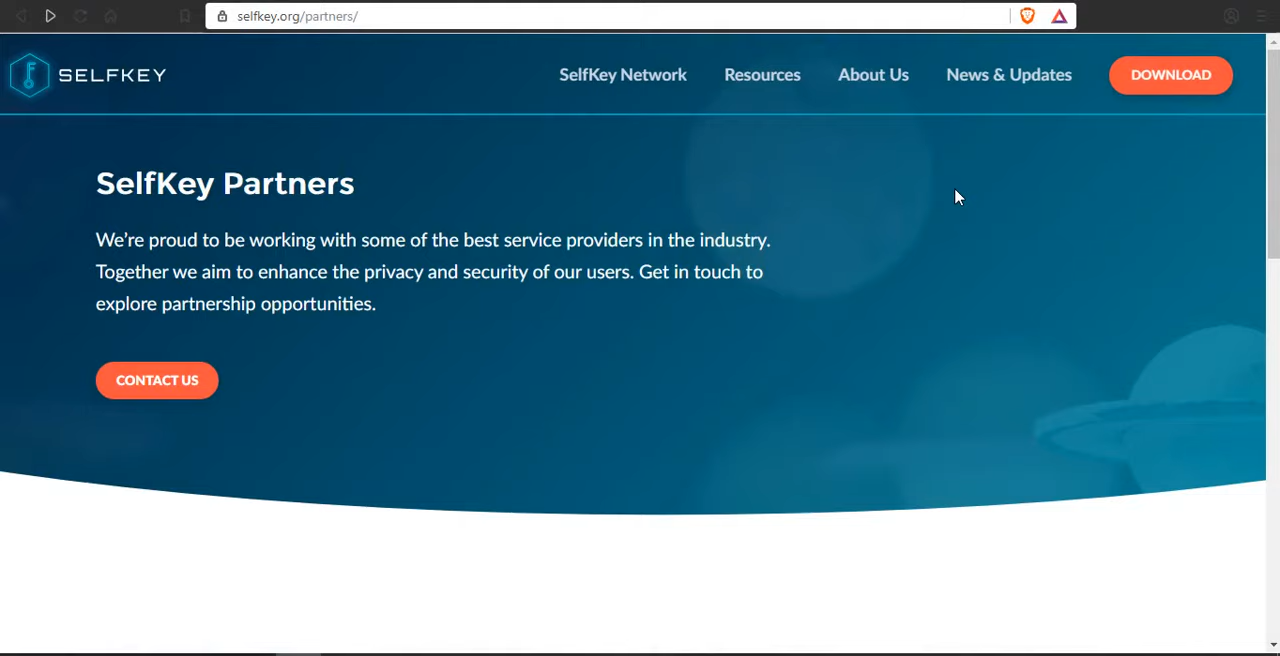 selfkey.org/partners/
SELFKEY
SelfKey Network
Resources
About Us
News & Updates
DOWNLOAD
SelfKey Partners
We’re proud to be working with some of the best service providers in the industry.
Together we aim to enhance the privacy and security of our users. Get in touch to
explore partnership opportunities.
CONTACT US